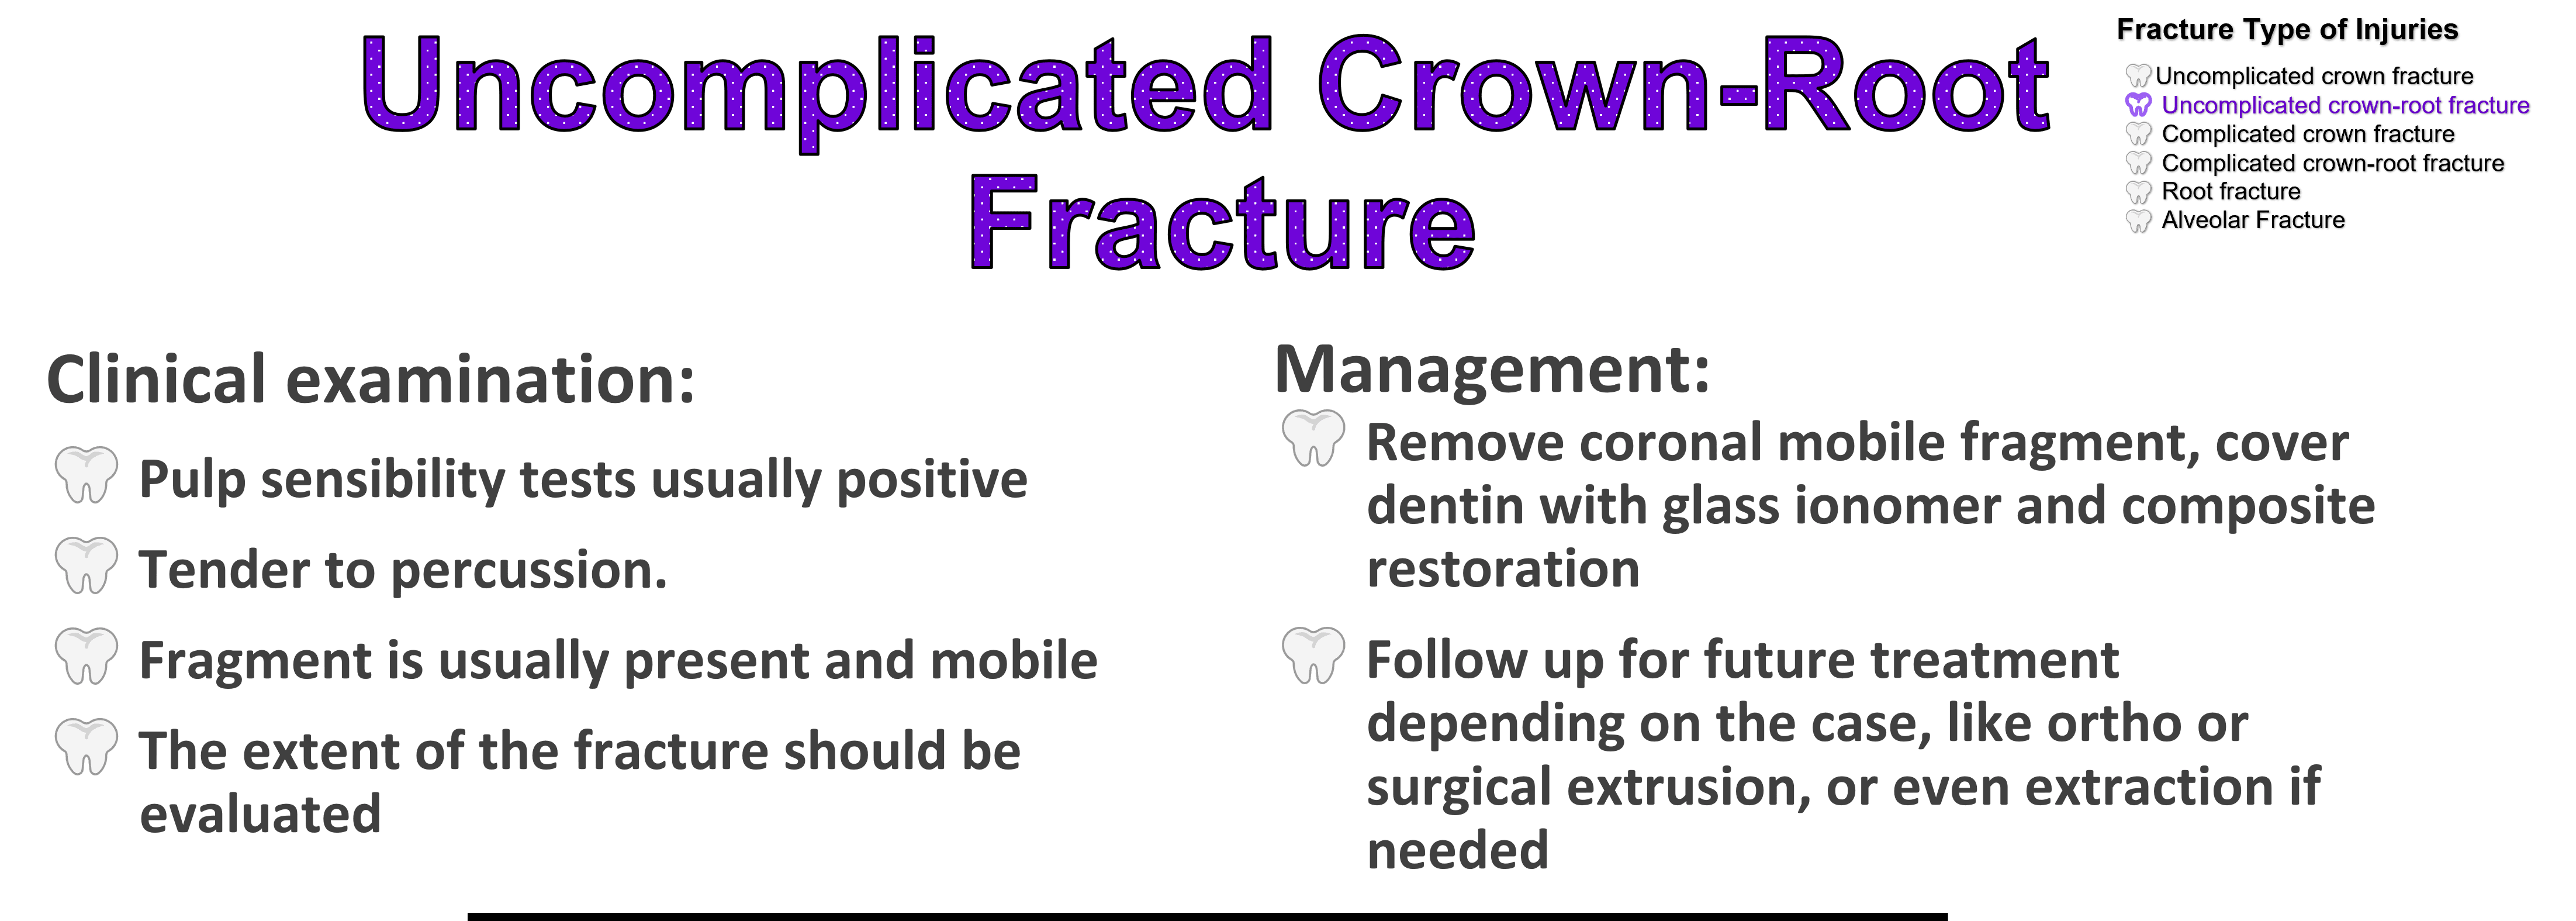 Uncomplicated Crown-Root
Fracture
Fracture Type of Injuries
Uncomplicated crown fracture
Uncomplicated crown-root fracture
Complicated crown fracture
Complicated crown-root fracture
Root fracture
Alveolar Fracture
Clinical examination:
Pulp sensibility tests usually positive
Tender to percussion.
Fragment is usually present and mobile
The extent of the fracture should be
evaluated
Management:
Remove coronal mobile fragment, cover
dentin with glass ionomer and composite
restoration
Follow up for future treatment
depending on the case, like ortho or
surgical extrusion, or even extraction if
needed